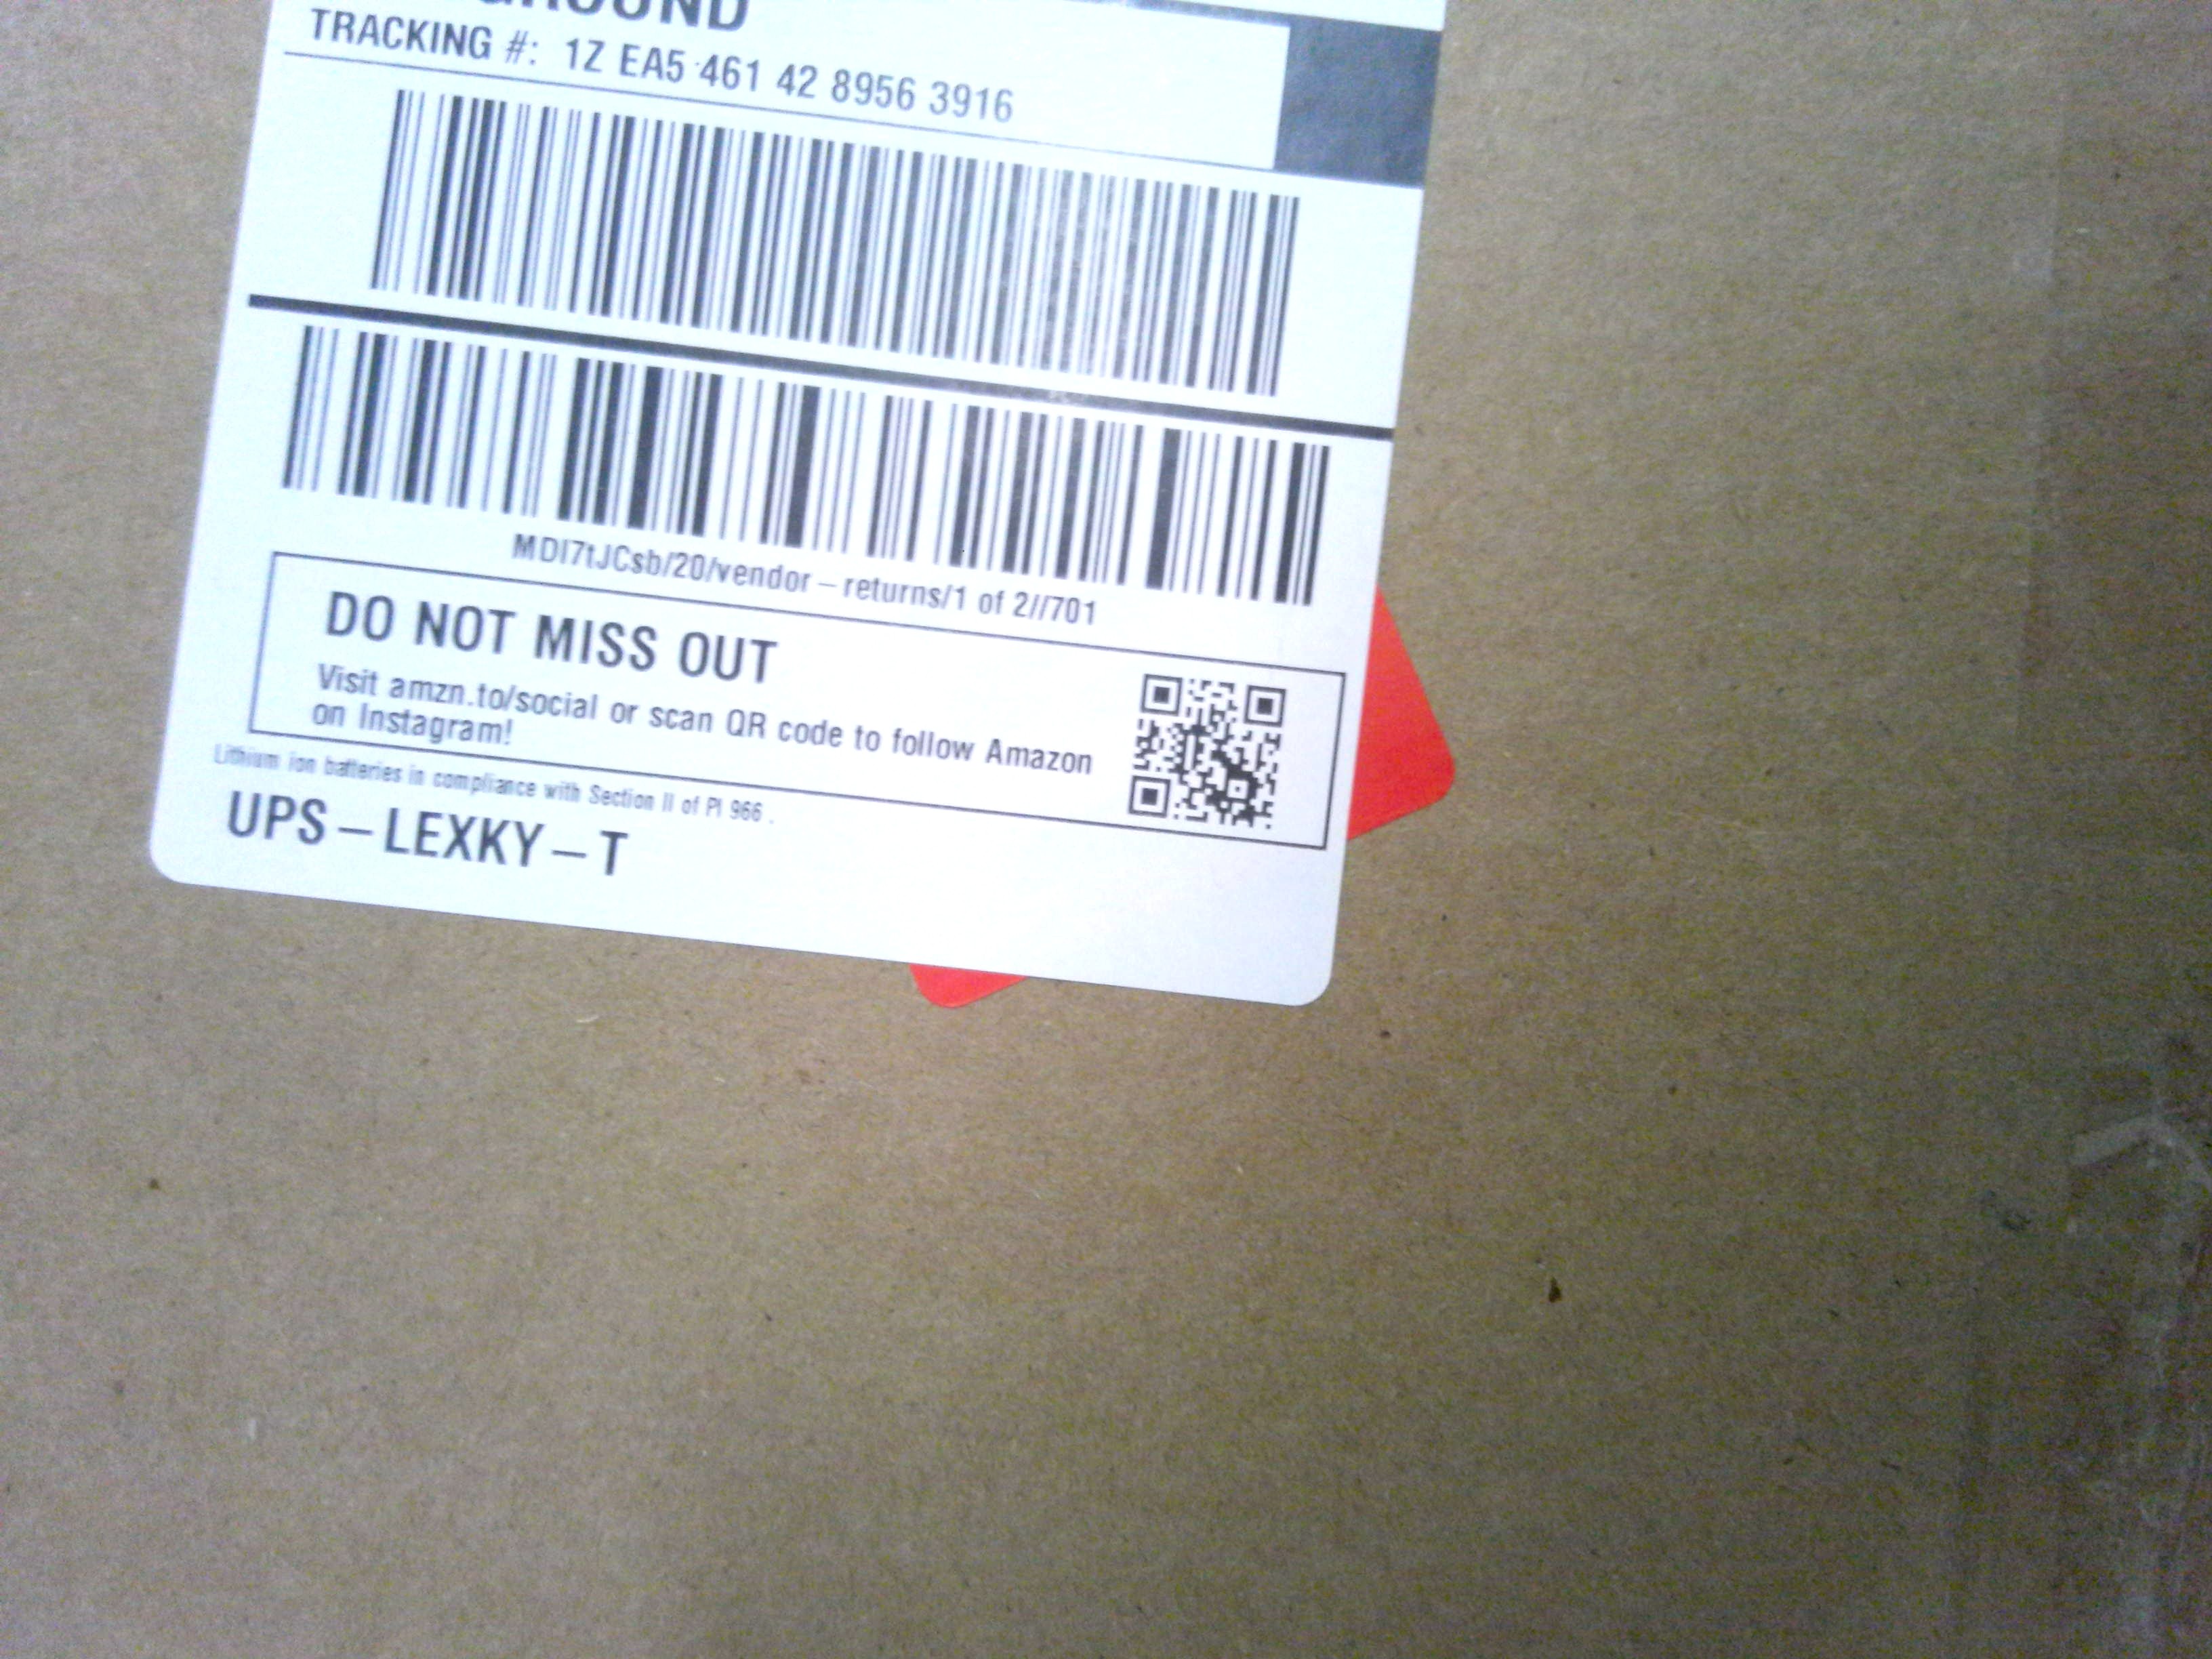 GROUND
TRACKING #: 1Z EA5 461 42 8956 3916
MDI7tJCsb/20/vendor – returns/1 of 2//701
DO NOT MISS OUT
Visit amzn.to/social or scan QR code to follow Amazon
on Instagram!
Lithium ion batteries in compliance with Section II of PI 966 .
UPS – LEXKY – T